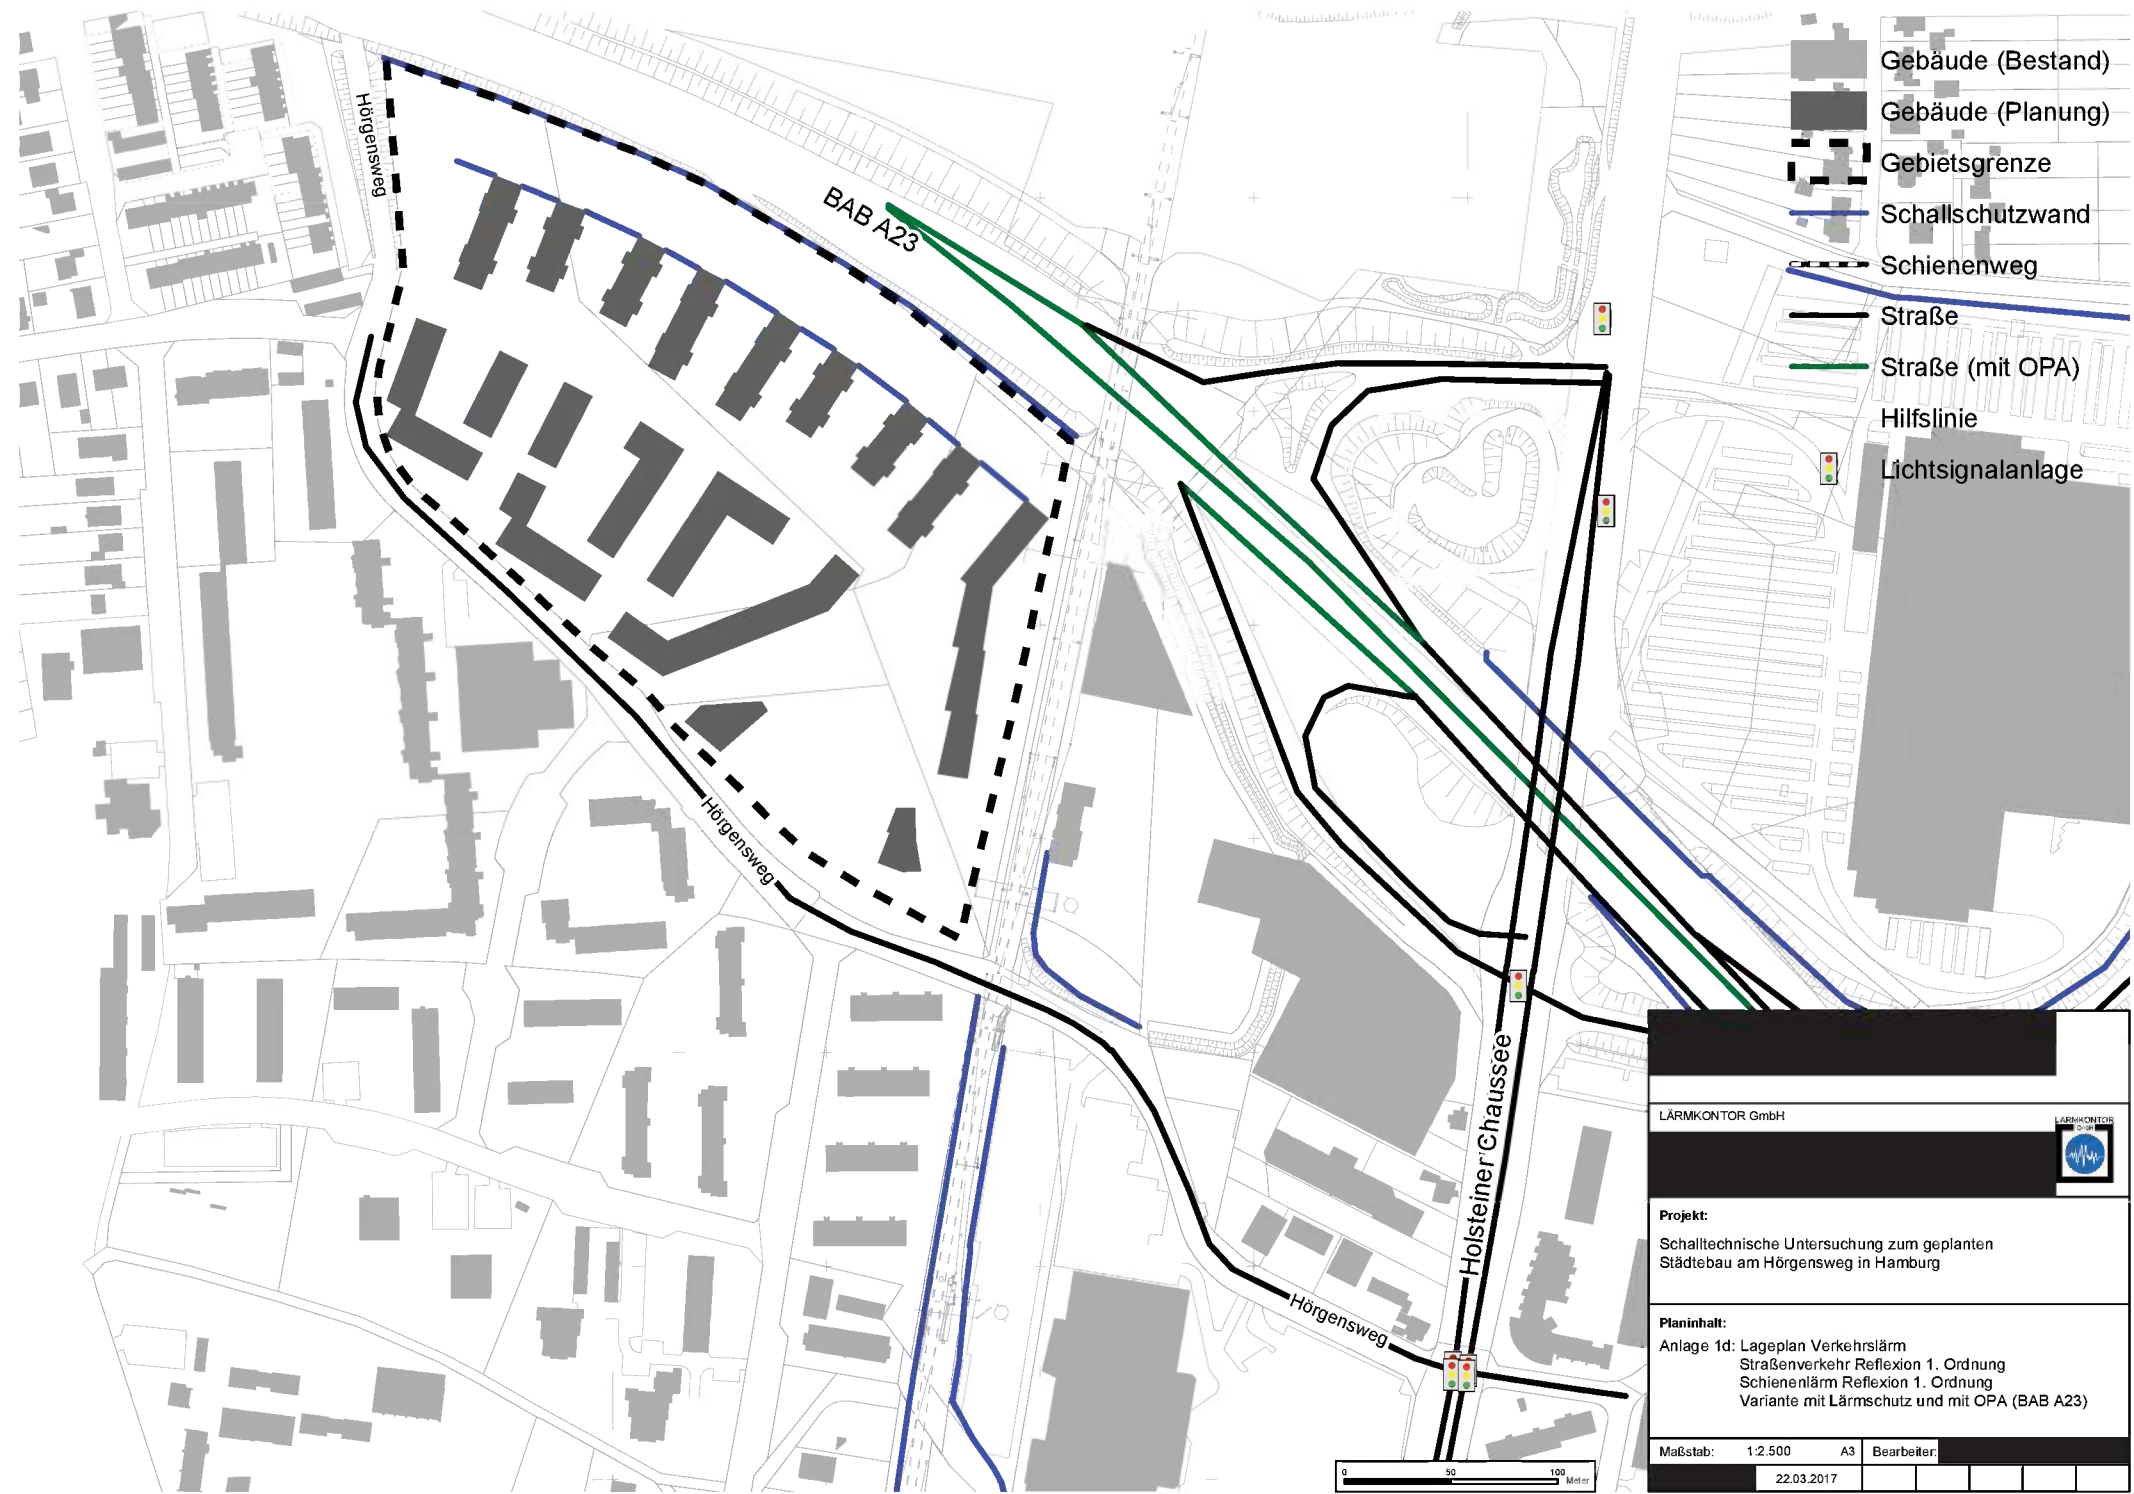 Gebäude (Bestand)
Gebäude (Planung)
Gebietsgrenze
Schallschutzwand
Schienenweg
Straße
Straße (mit OPA)
Hilfslinie
Lichtsignalanlage
Hörgensweg
BAB A23
Hörgensweg
Holsteiner Chaussee
Hörgensweg
0 50 100
Meter
LÄRMKONTOR GmbH
LÄRMKONTOR
GmbH
Projekt:
Schalltechnische Untersuchung zum geplanten
Städtebau am Hörgensweg in Hamburg
Planinhalt:
Anlage 1d: Lageplan Verkehrslärm
Straßenverkehr Reflexion 1. Ordnung
Schienenlärm Reflexion 1. Ordnung
Variante mit Lärmschutz und mit OPA (BAB A23)
Maßstab: 1:2.500 A3 Bearbeiter:
22.03.2017